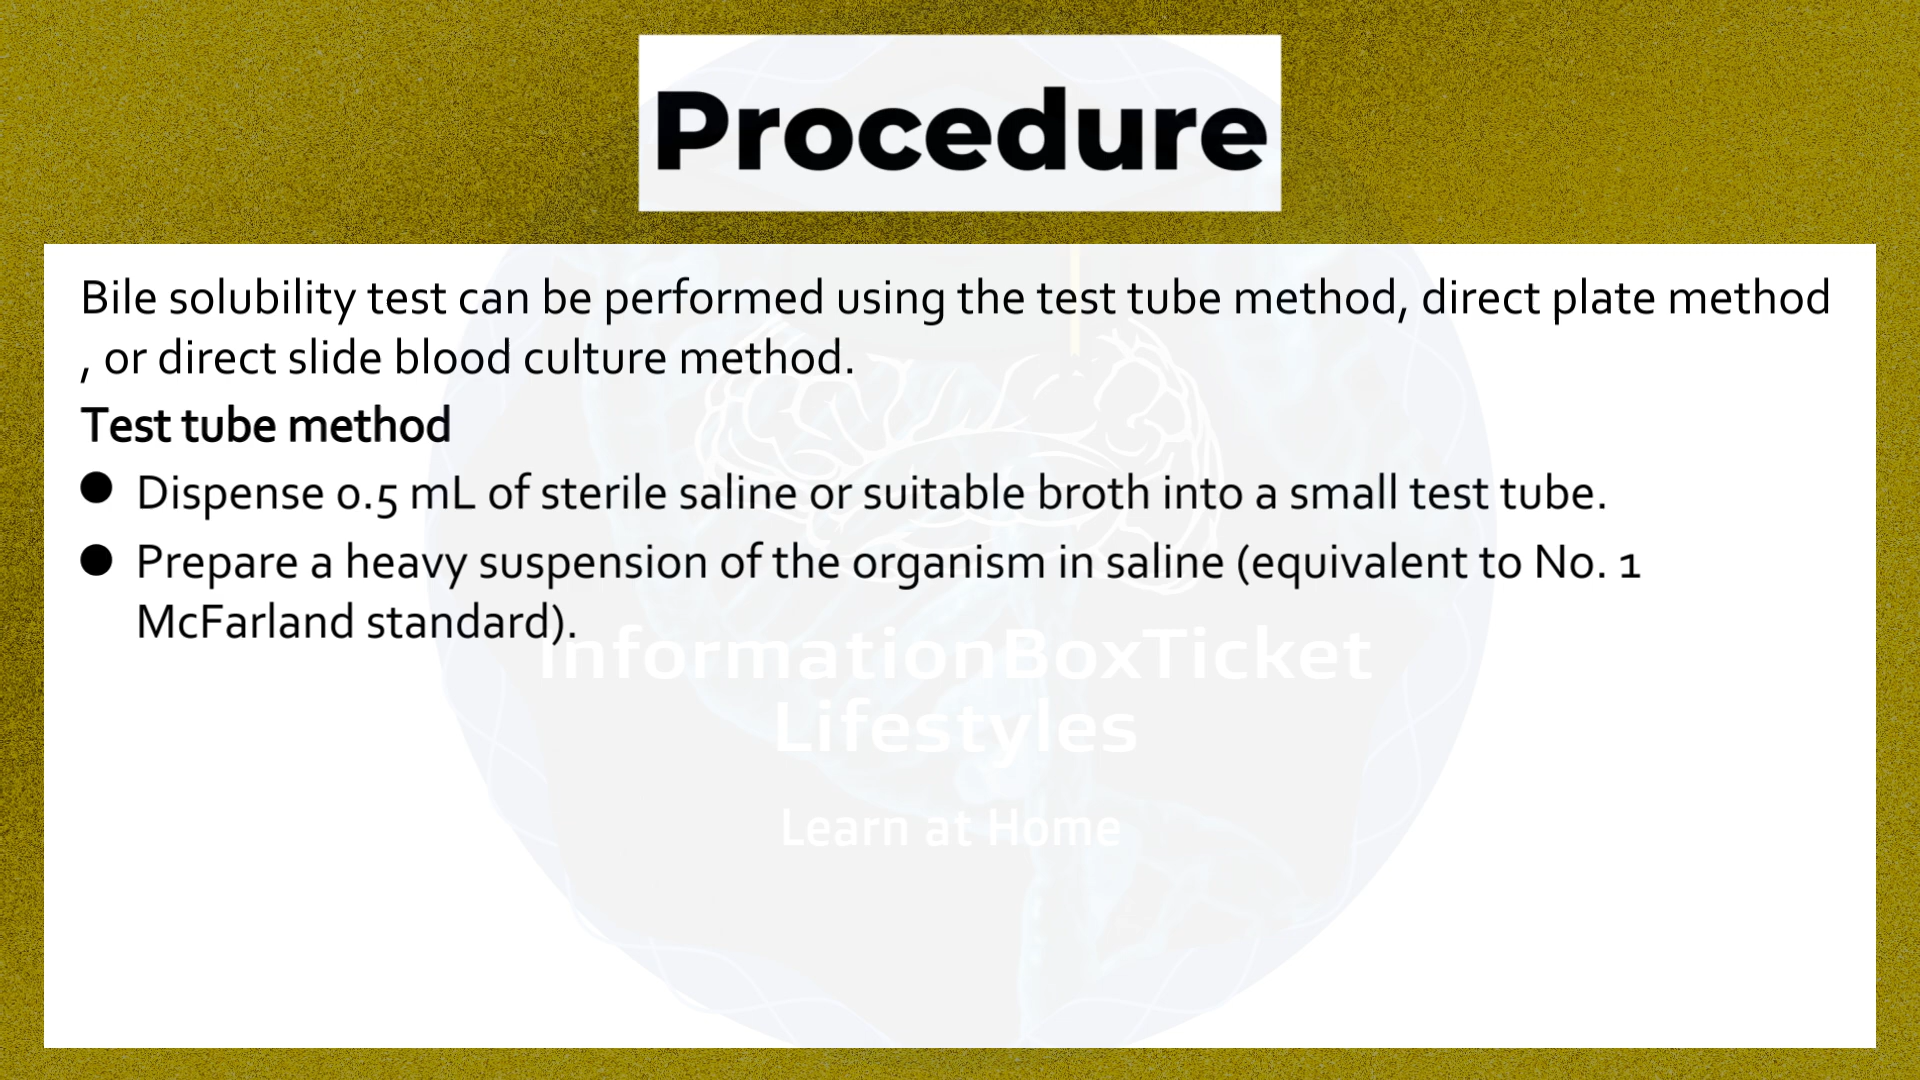 Procedure
Bile solubility test can be performed using the test tube method, direct plate method
, or direct slide blood culture method.
Test tube method
● Dispense 0.5 mL of sterile saline or suitable broth into a small test tube.
● Prepare a heavy suspension of the organism in saline (equivalent to No. 1
McFarland standard).
InformationBoxTicket
Lifestyles
Learn at Home